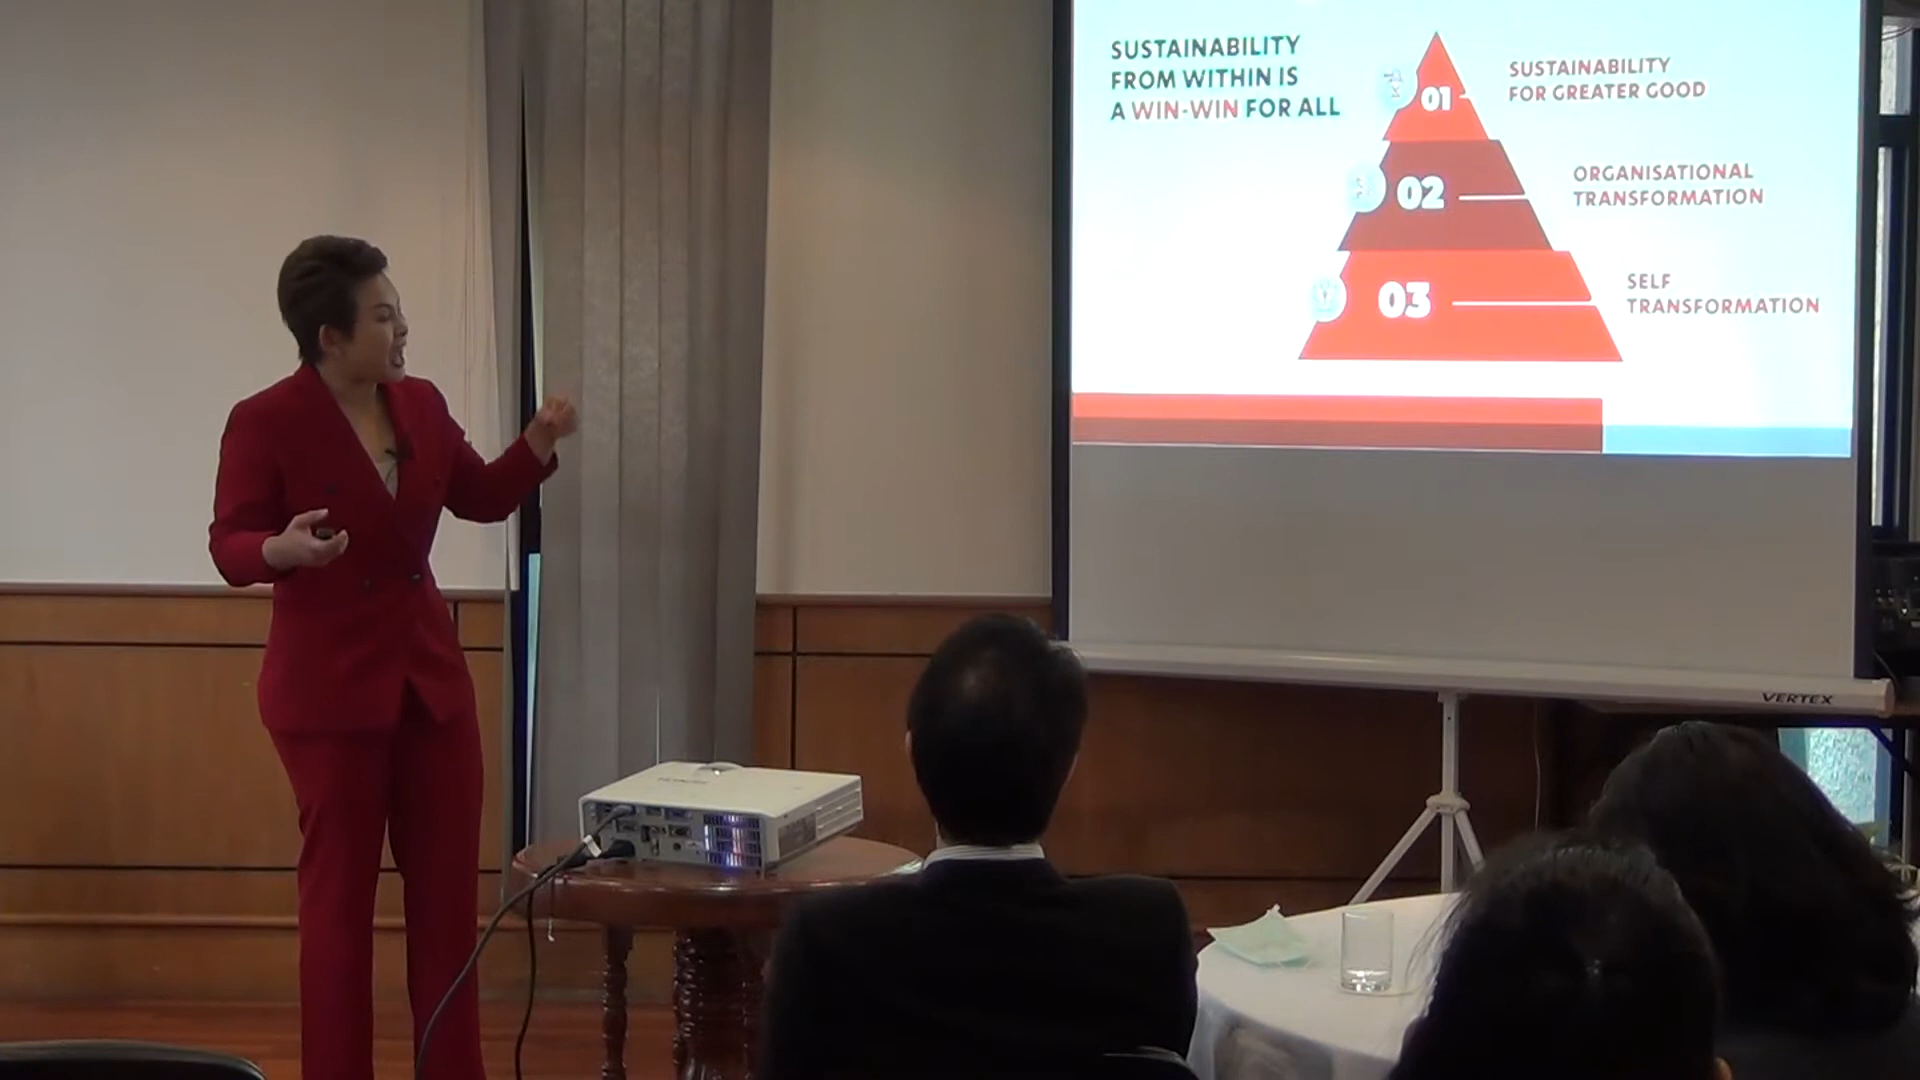 SUSTAINABILITY
FROM WITHIN IS
A WIN-WIN FOR ALL
01
SUSTAINABILITY
FOR GREATER GOOD
02
ORGANISATIONAL
TRANSFORMATION
03
SELF
TRANSFORMATION
VERTEX